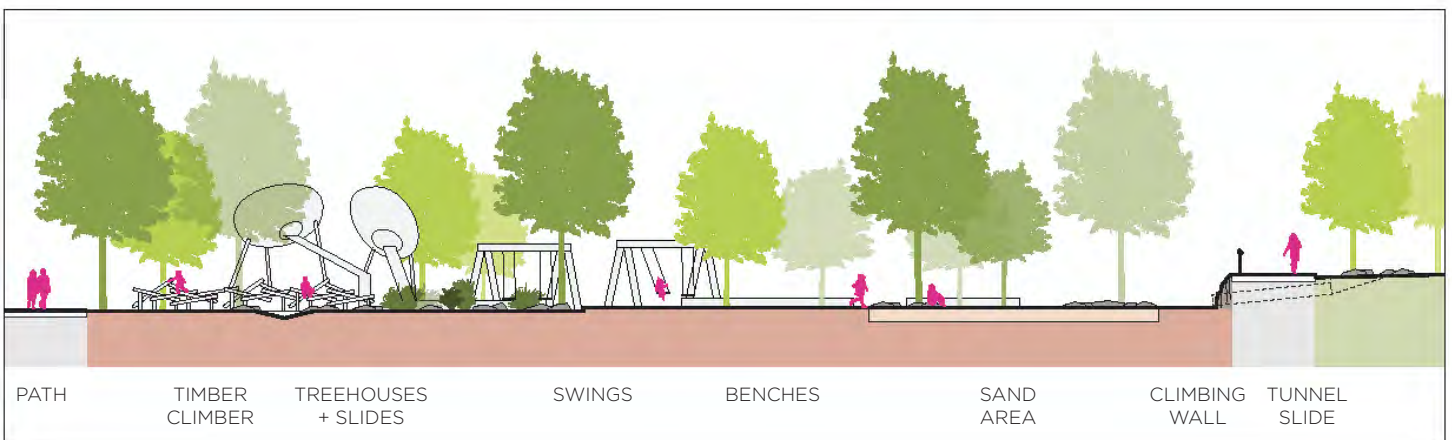 PATH
TIMBER
CLIMBER
TREEHOUSES
+ SLIDES
SWINGS
BENCHES
SAND
AREA
CLIMBING
WALL
TUNNEL
SLIDE